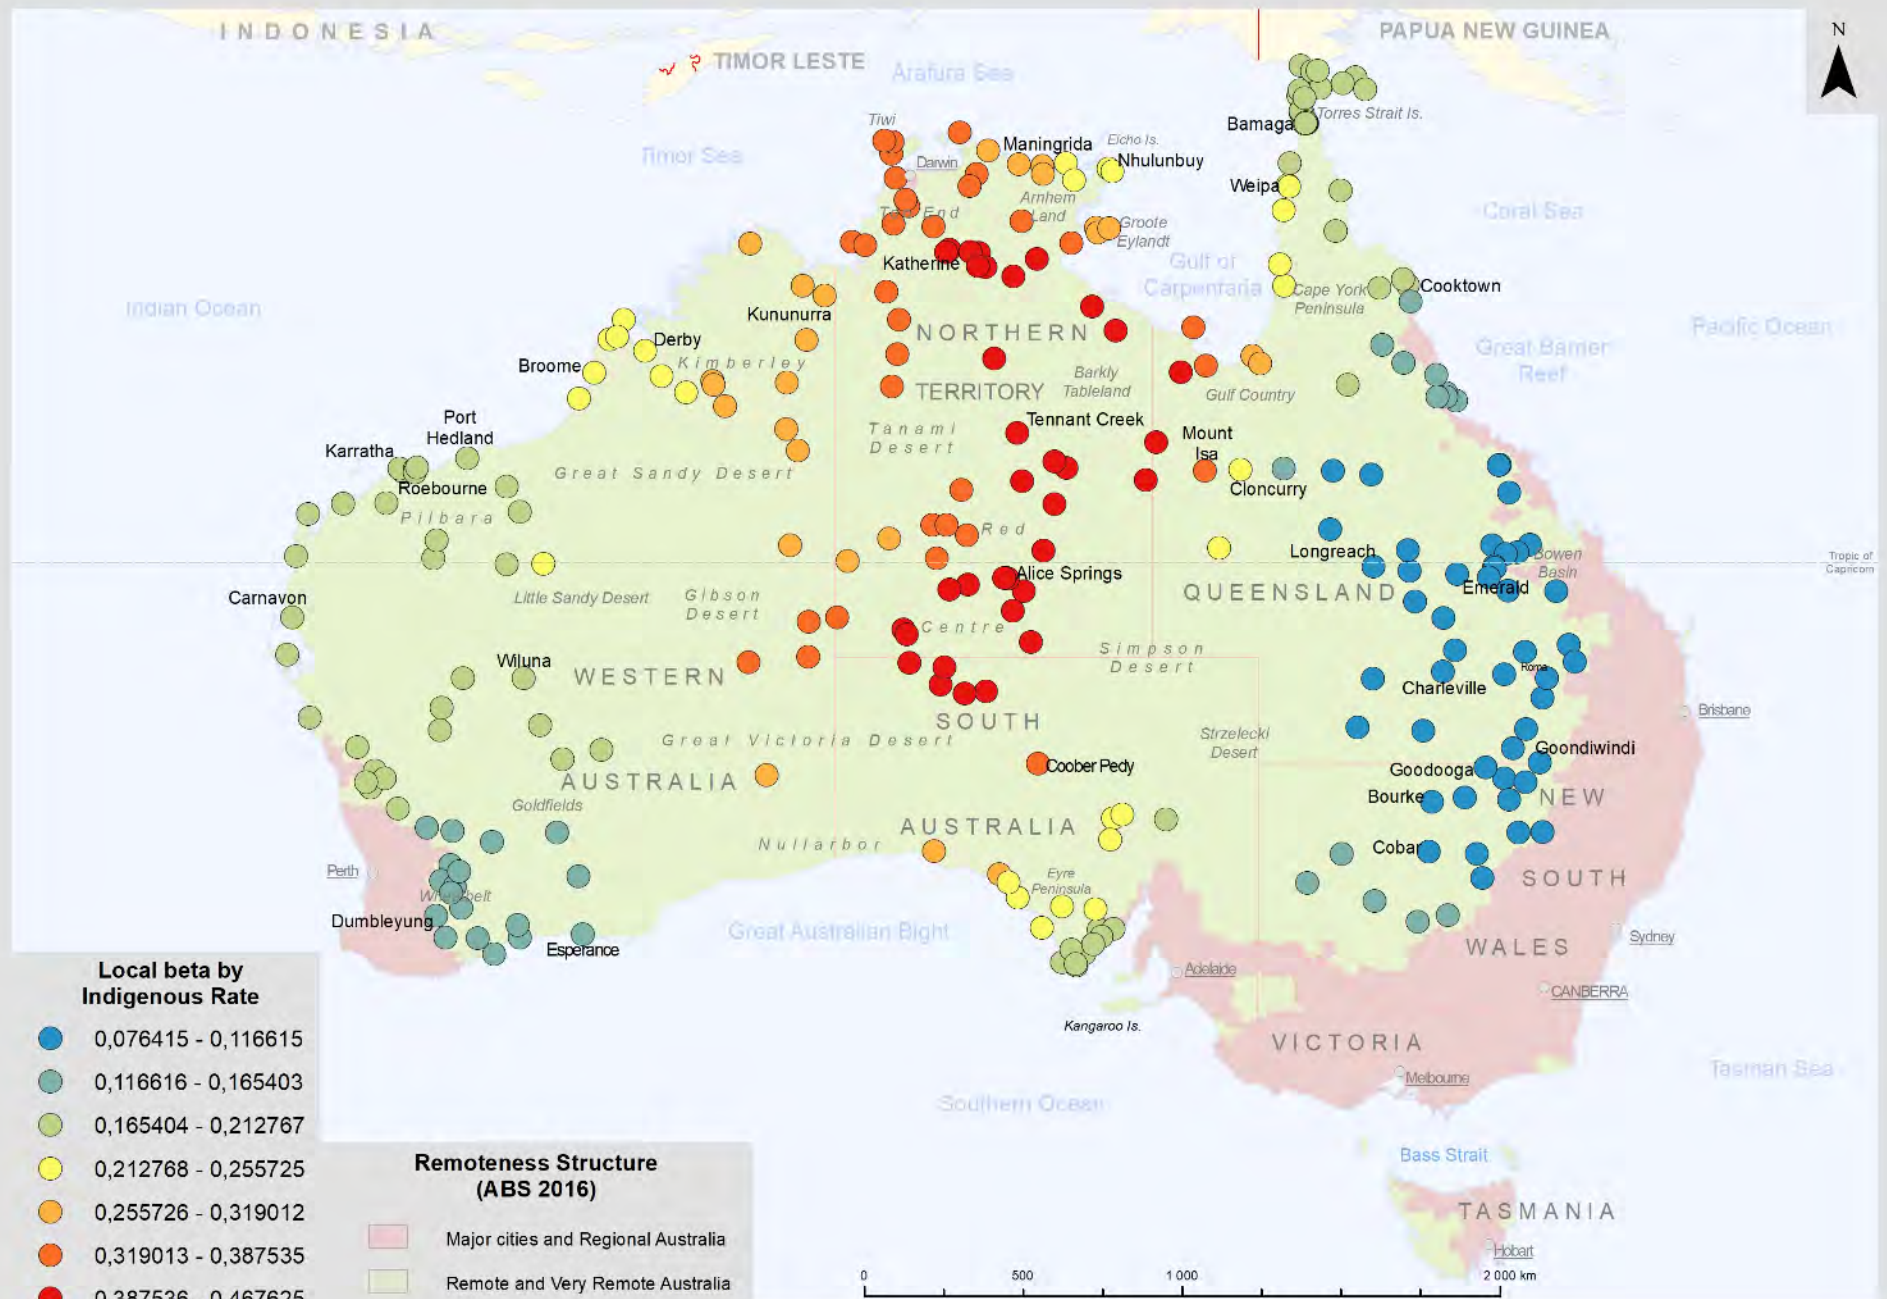 INDONESIA
PAPUA NEW GUINEA
N
TIMOR LESTE
Arafura Sea
Torres Strait Is.
Tiwi
Bamaga
Maningrida
Elcho Is.
Timor Sea
Darwin
Nhulunbuy
Weipa
Arnhem
Land
Coral Sea
Top End
Groote
Eylandt
Katherine
Gulf of
Carpentaria
Cape York
Peninsula
Cooktown
Indian Ocean
Kununurra
Pacific Ocean
NORTHERN
TERRITORY
Derby
Kimberley
Broome
Great Barrier
Reef
Barkly
Tableland
Gulf Country
Port
Hedland
Tennant Creek
Tanami
Desert
Mount
Isa
Karratha
Great Sandy Desert
Roebourne
Cloncurry
Pilbara
Red
Longreach
Bowen
Basin
Tropic of
Capricorn
Alice Springs
QUEENSLAND
Emerald
Carnavon
Little Sandy Desert
Gibson
Desert
Centre
Simpson
Desert
Wiluna
WESTERN
Roma
Charleville
Brisbane
SOUTH
Great Victoria Desert
Strzelecki
Desert
Goondiwindi
Coober Pedy
Goodooga
AUSTRALIA
Bourke
NEW
Goldfields
AUSTRALIA
Nullarbor
Cobar
Perth
Eyre
Peninsula
SOUTH
Wheatbelt
Dumbleyung
Esperance
Great Australian Bight
Sydney
WALES
Adelaide
CANBERRA
Kangaroo Is.
VICTORIA
Melbourne
Tasman Sea
Southern Ocean
Bass Strait
TASMANIA
Hobart
Local beta by
Indigenous Rate
0,076415 - 0,116615
0,116616 - 0,165403
0,165404 - 0,212767
0,212768 - 0,255725
0,255726 - 0,319012
0,319013 - 0,387535
0,387536 - 0,467625
Remoteness Structure
(ABS 2016)
Major cities and Regional Australia
Remote and Very Remote Australia
0 500 1 000 2 000 km